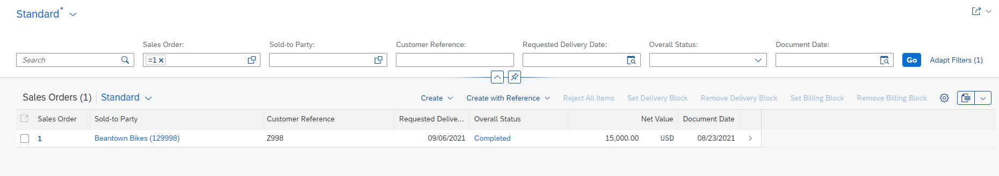 Standard*
Sales Order: Sold-to Party: Customer Reference: Requested Delivery Date: Overall Status: Document Date:
Search =1 Go Adapt Filters (1)
Sales Orders (1) Standard Create Create with Reference Reject All Items Set Delivery Block Remove Delivery Block Set Billing Block Remove Billing Block
Sales Order Sold-to Party Customer Reference Requested Delive... Overall Status Net Value Document Date
1 Beantown Bikes (129998) Z998 09/06/2021 Completed 15,000.00 USD 08/23/2021